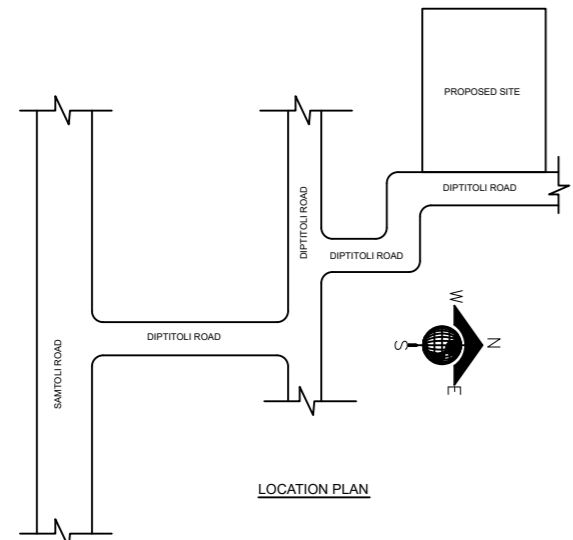 PROPOSED SITE
DIPTITOLI ROAD
DIPTITOLI ROAD
DIPTITOLI ROAD
DIPTITOLI ROAD
SAMTOLI ROAD
W
N
S
E
LOCATION PLAN